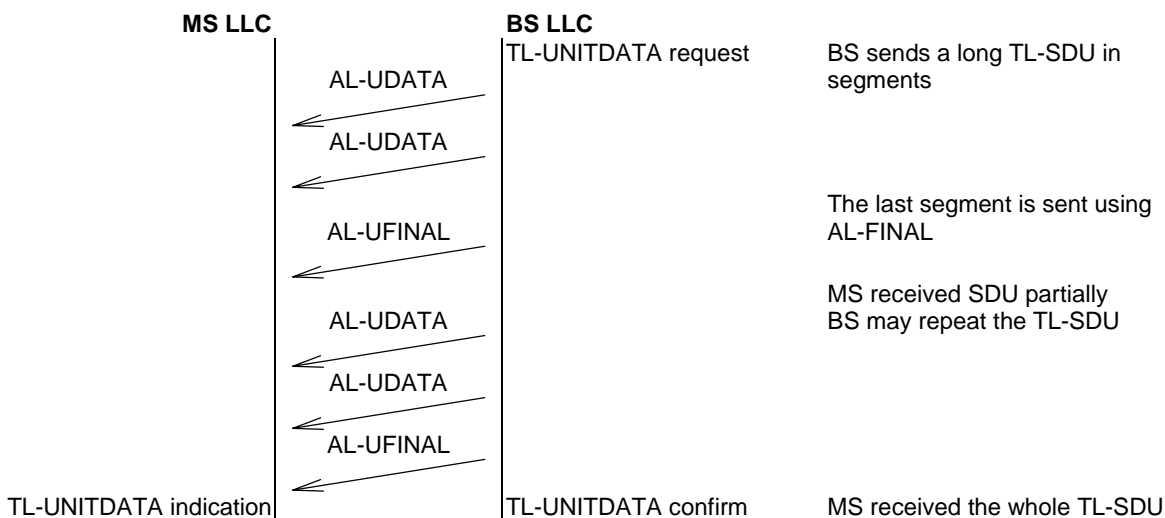 MS LLC BS LLC
TL-UNITDATA request BS sends a long TL-SDU in
AL-UDATA segments
AL-UDATA
The last segment is sent using
AL-UFINAL AL-FINAL
MS received SDU partially
AL-UDATA BS may repeat the TL-SDU
AL-UDATA
AL-UFINAL
TL-UNITDATA indication TL-UNITDATA confirm MS received the whole TL-SDU